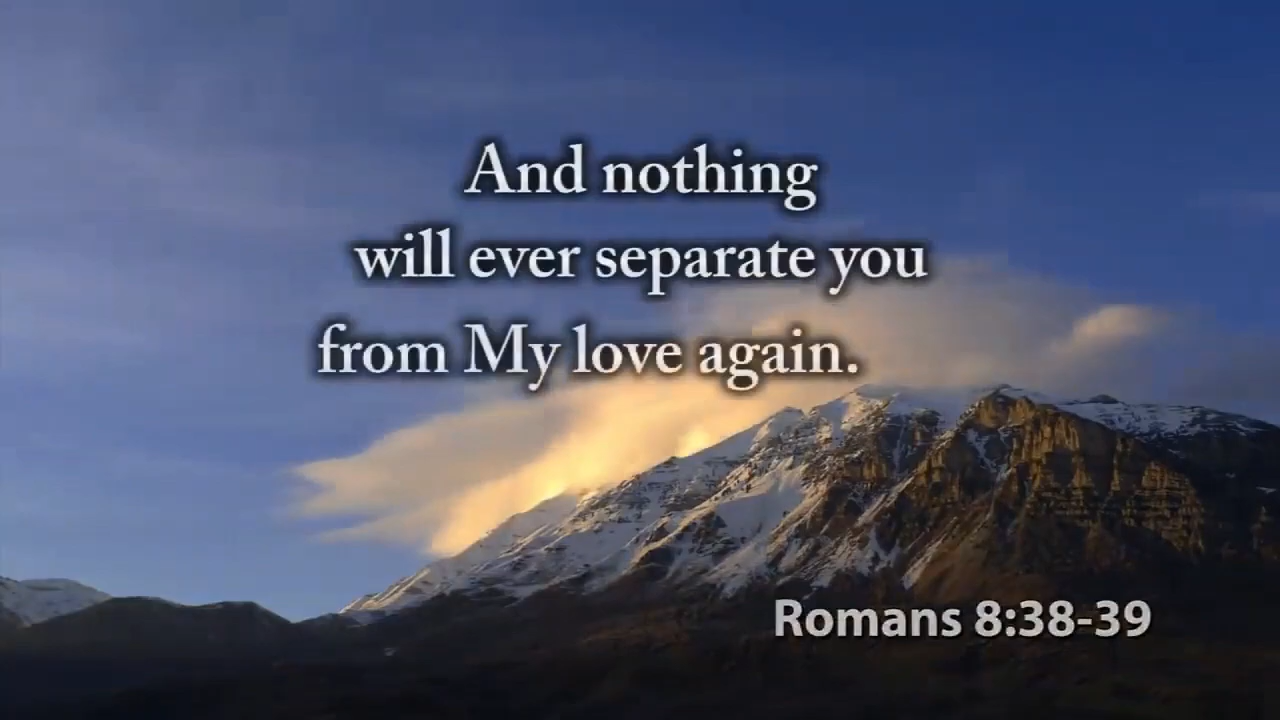 And nothing
will ever separate you
from My love again.
Romans 8:38-39